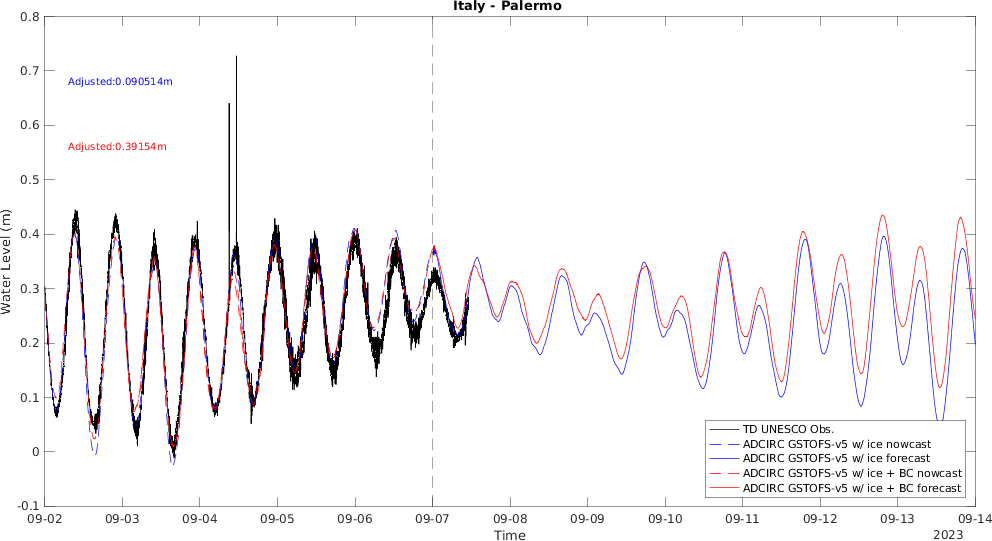 Italy - Palermo
0.8
0.7
0.6
0.5
0.4
0.3
0.2
0.1
0
-0.1
Water Level (m)
Adjusted:0.090514m
Adjusted:0.39154m
TD UNESCO Obs.
ADCIRC GSTOFS-v5 w/ ice nowcast
ADCIRC GSTOFS-v5 w/ ice forecast
ADCIRC GSTOFS-v5 w/ ice + BC nowcast
ADCIRC GSTOFS-v5 w/ ice + BC forecast
09-02 09-03 09-04 09-05 09-06 09-07 09-08 09-09 09-10 09-11 09-12 09-13 09-14
Time
2023